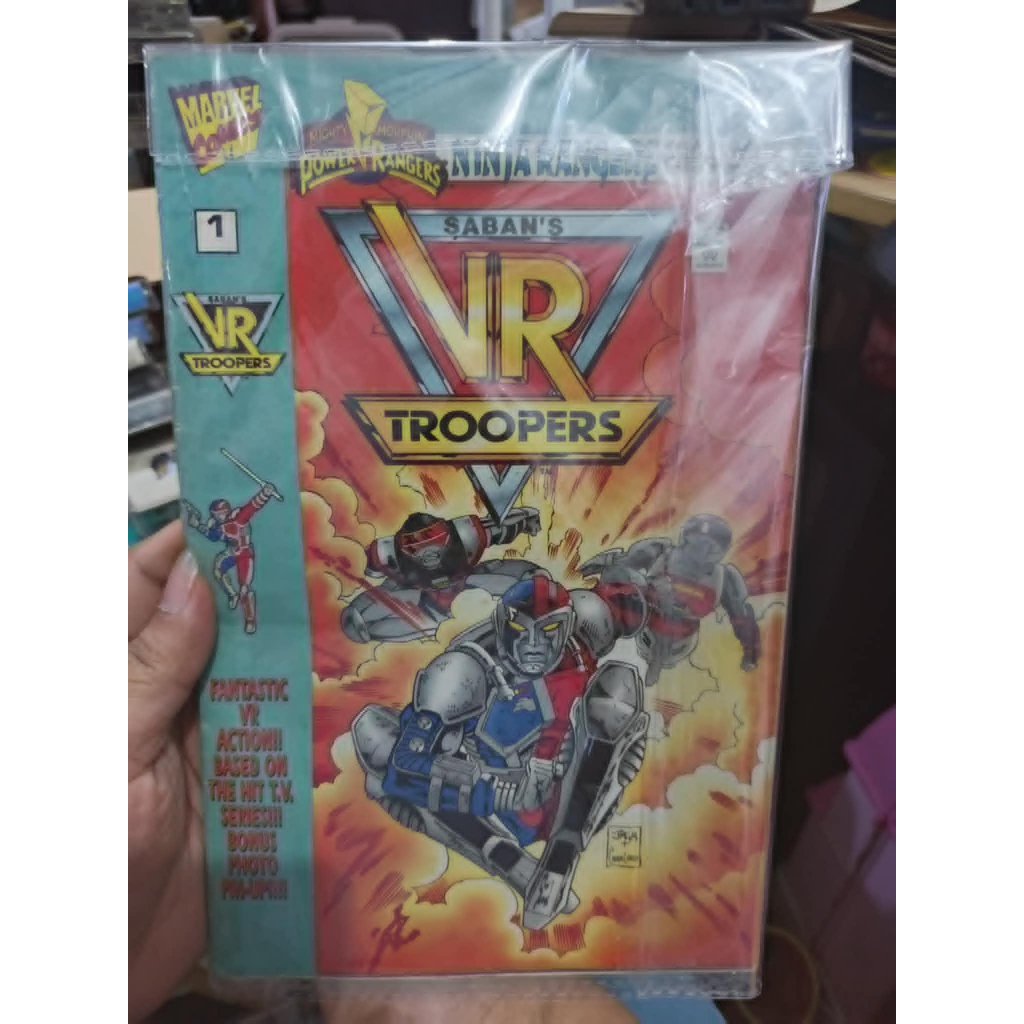 MARVEL
COMICS
MIGHTY MORPHIN
POWER RANGERS
NINJA RANGERS
1
SABAN'S
VR
TROOPERS
SABAN'S
VR
TROOPERS
FANTASTIC
VR
ACTION!!
BASED ON
THE HIT T.V.
SERIES!!!
BONUS
PHOTO
PIN-UP!!!